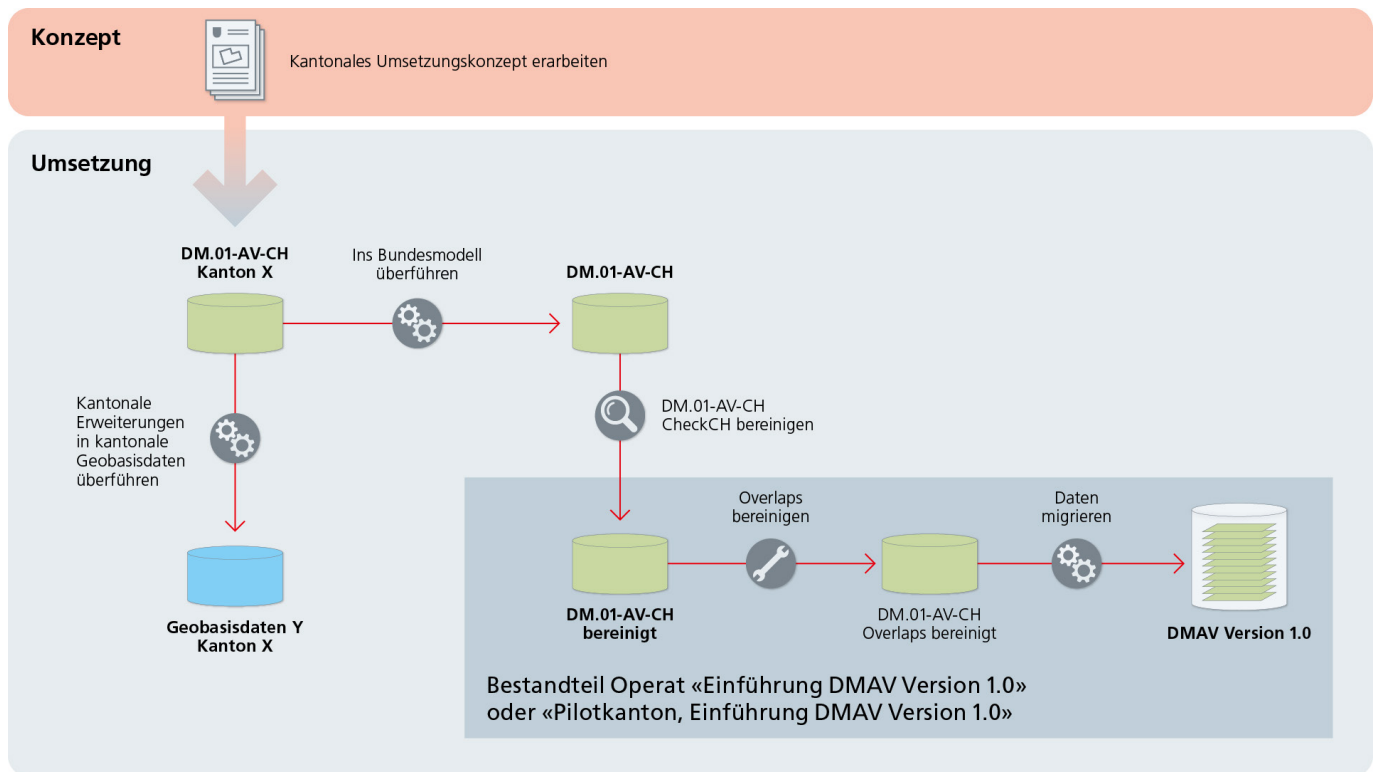 Konzept
Kantonales Umsetzungskonzept erarbeiten
Umsetzung
DM.01-AV-CH
Kanton X
Ins Bundesmodell
überführen
DM.01-AV-CH
Kantonale
Erweiterungen
in kantonale
Geobasisdaten
überführen
DM.01-AV-CH
CheckCH bereinigen
Geobasisdaten Y
Kanton X
Overlaps
bereinigen
Daten
migrieren
DM.01-AV-CH
bereinigt
DM.01-AV-CH
Overlaps bereinigt
DMAV Version 1.0
Bestandteil Operat «Einführung DMAV Version 1.0»
oder «Pilotkanton, Einführung DMAV Version 1.0»